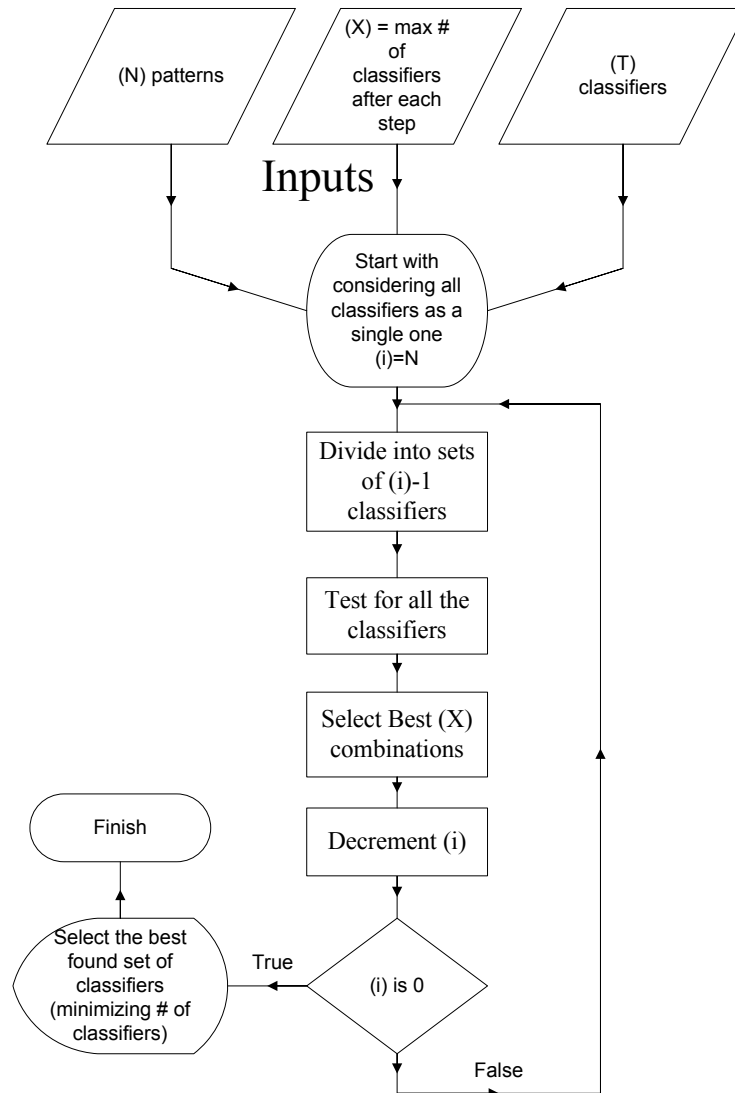 (N) patterns
(X) = max #
of
classifiers
after each
step
(T)
classifiers
Inputs
Start with
considering all
classifiers as a
single one
(i)=N
Divide into sets
of (i)-1
classifiers
Test for all the
classifiers
Select Best (X)
combinations
Decrement (i)
Finish
Select the best
found set of
classifiers
(minimizing # of
classifiers)
True
(i) is 0
False